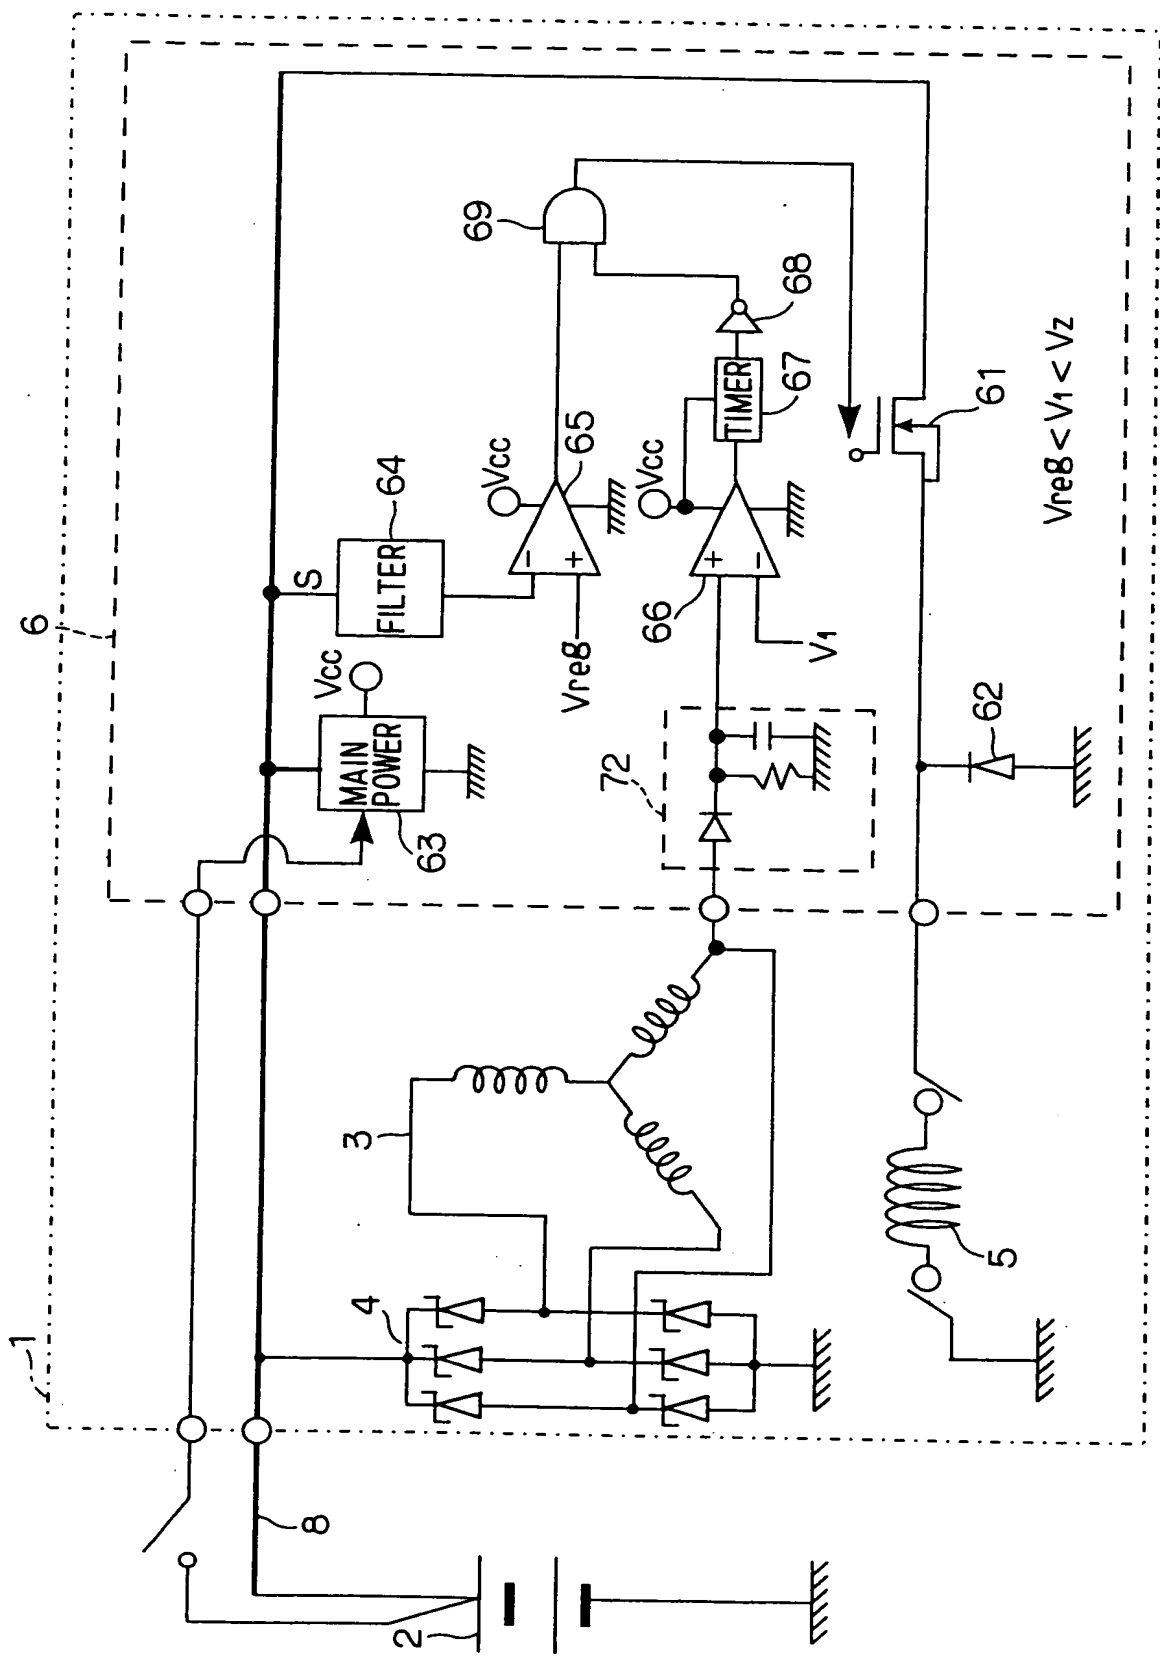 1
6
S
FILTER
64
Vcc
MAIN
POWER
63
69
Vcc
65
-
+
Vreg
Vcc
TIMER
67
68
66
+
-
V1
72
3
4
8
2
5
62
61
Vreg < V1 < Vz